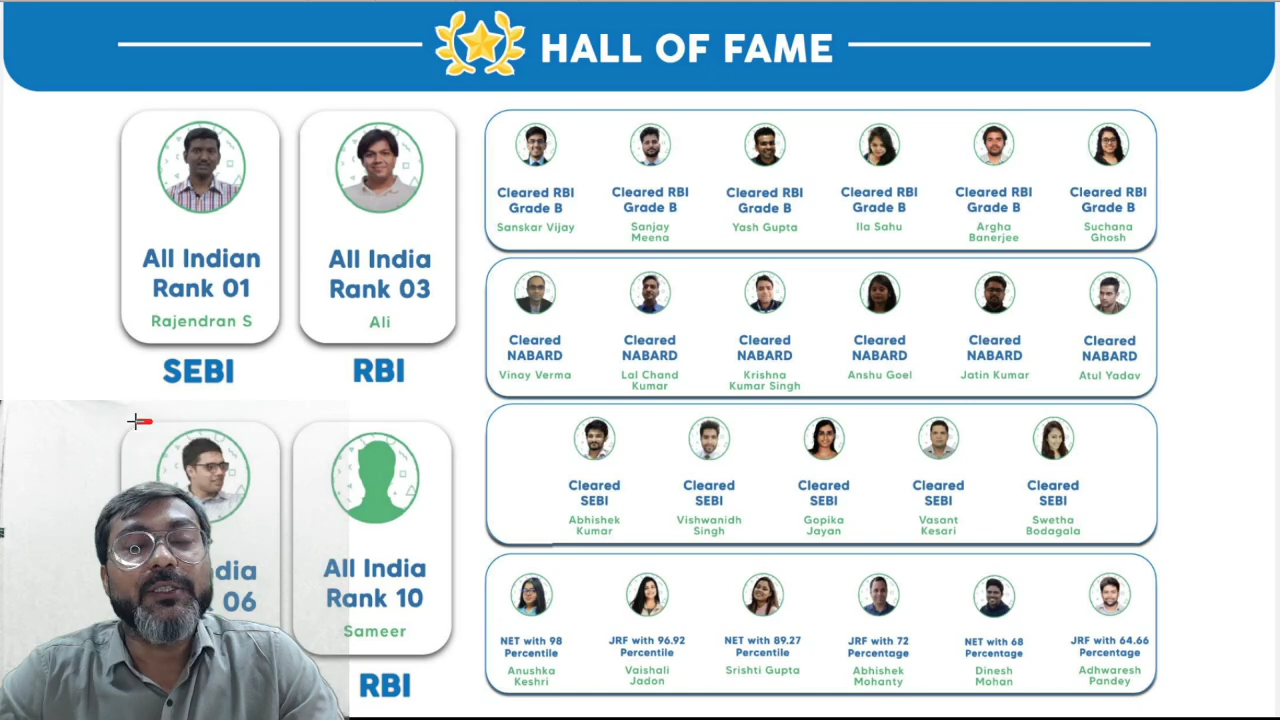 HALL OF FAME
All Indian
Rank 01
Rajendran S
SEBI
All India
Rank 03
Ali
RBI
06
All India
Rank 10
Sameer
RBI
Cleared RBI
Grade B
Sanskar Vijay
Cleared RBI
Grade B
Sanjay
Meena
Cleared RBI
Grade B
Yash Gupta
Cleared RBI
Grade B
Ila Sahu
Cleared RBI
Grade B
Argha
Banerjee
Cleared RBI
Grade B
Suchana
Ghosh
Cleared
NABARD
Vinay Verma
Cleared
NABARD
Lal Chand
Kumar
Cleared
NABARD
Krishna
Kumar Singh
Cleared
NABARD
Anshu Goel
Cleared
NABARD
Jatin Kumar
Cleared
NABARD
Atul Yadav
Cleared
SEBI
Abhishek
Kumar
Cleared
SEBI
Vishwanidh
Singh
Cleared
SEBI
Gopika
Jayan
Cleared
SEBI
Vasant
Kesari
Cleared
SEBI
Swetha
Bodagala
NET with 98
Percentile
Anushka
Keshri
JRF with 96.92
Percentile
Vaishali
Jadon
NET with 89.27
Percentile
Srishti Gupta
JRF with 72
Percentage
Abhishek
Mohanty
NET with 68
Percentage
Dinesh
Mohan
JRF with 64.66
Percentage
Adhwaresh
Pandey